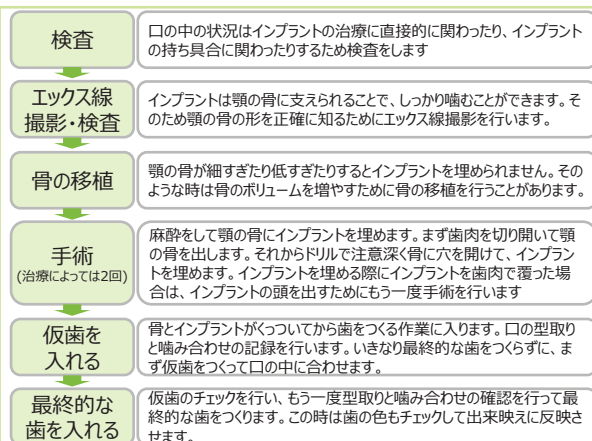 検査
口の中の状況はインプラントの治療に直接的に関わったり、インプラント
の持ち具合に関わったりするため検査をします
エックス線
撮影・検査
インプラントは顎の骨に支えられることで、しっかり噛むことができます。そ
のため顎の骨の形を正確に知るためにエックス線撮影を行います。
骨の移植
顎の骨が細すぎたり低すぎたりするとインプラントを埋められません。その
ような時は骨のボリュームを増やすために骨の移植を行うことがあります。
手術
(治療によっては2回)
麻酔をして顎の骨にインプラントを埋めます。まず歯肉を切り開いて顎
の骨を出します。それからドリルで注意深く骨に穴を開けて、インプラン
トを埋めます。インプラントを埋める際にインプラントを歯肉で覆った場
合は、インプラントの頭を出すためにもう一度手術を行います
仮歯を
入れる
骨とインプラントがくっついてから歯をつくる作業に入ります。口の型取り
と噛み合わせの記録を行います。いきなり最終的な歯をつくらずに、ま
ず仮歯をつくって口の中に合わせます。
最終的な
歯を入れる
仮歯のチェックを行い、もう一度型取りと噛み合わせの確認を行って最
終的な歯をつくります。この時は歯の色もチェックして出来映えに反映さ
せます。